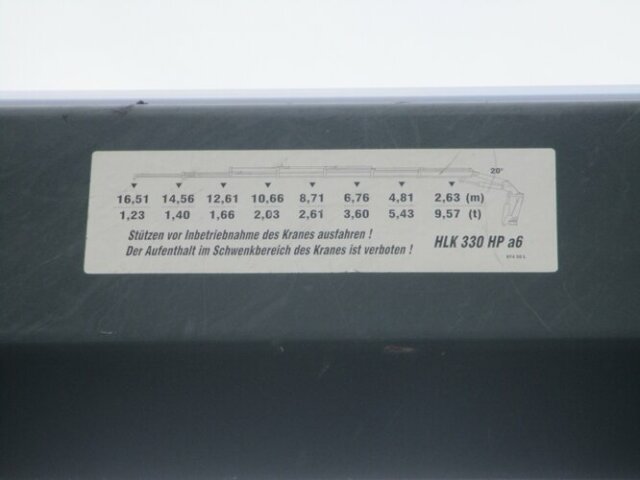 20°
16,51 14,56 12,61 10,66 8,71 6,76 4,81 2,63 (m)
1,23 1,40 1,66 2,03 2,61 3,60 5,43 9,57 (t)
Stützen vor Inbetriebnahme des Kranes ausfahren !
Der Aufenthalt im Schwenkbereich des Kranes ist verboten !
HLK 330 HP a6